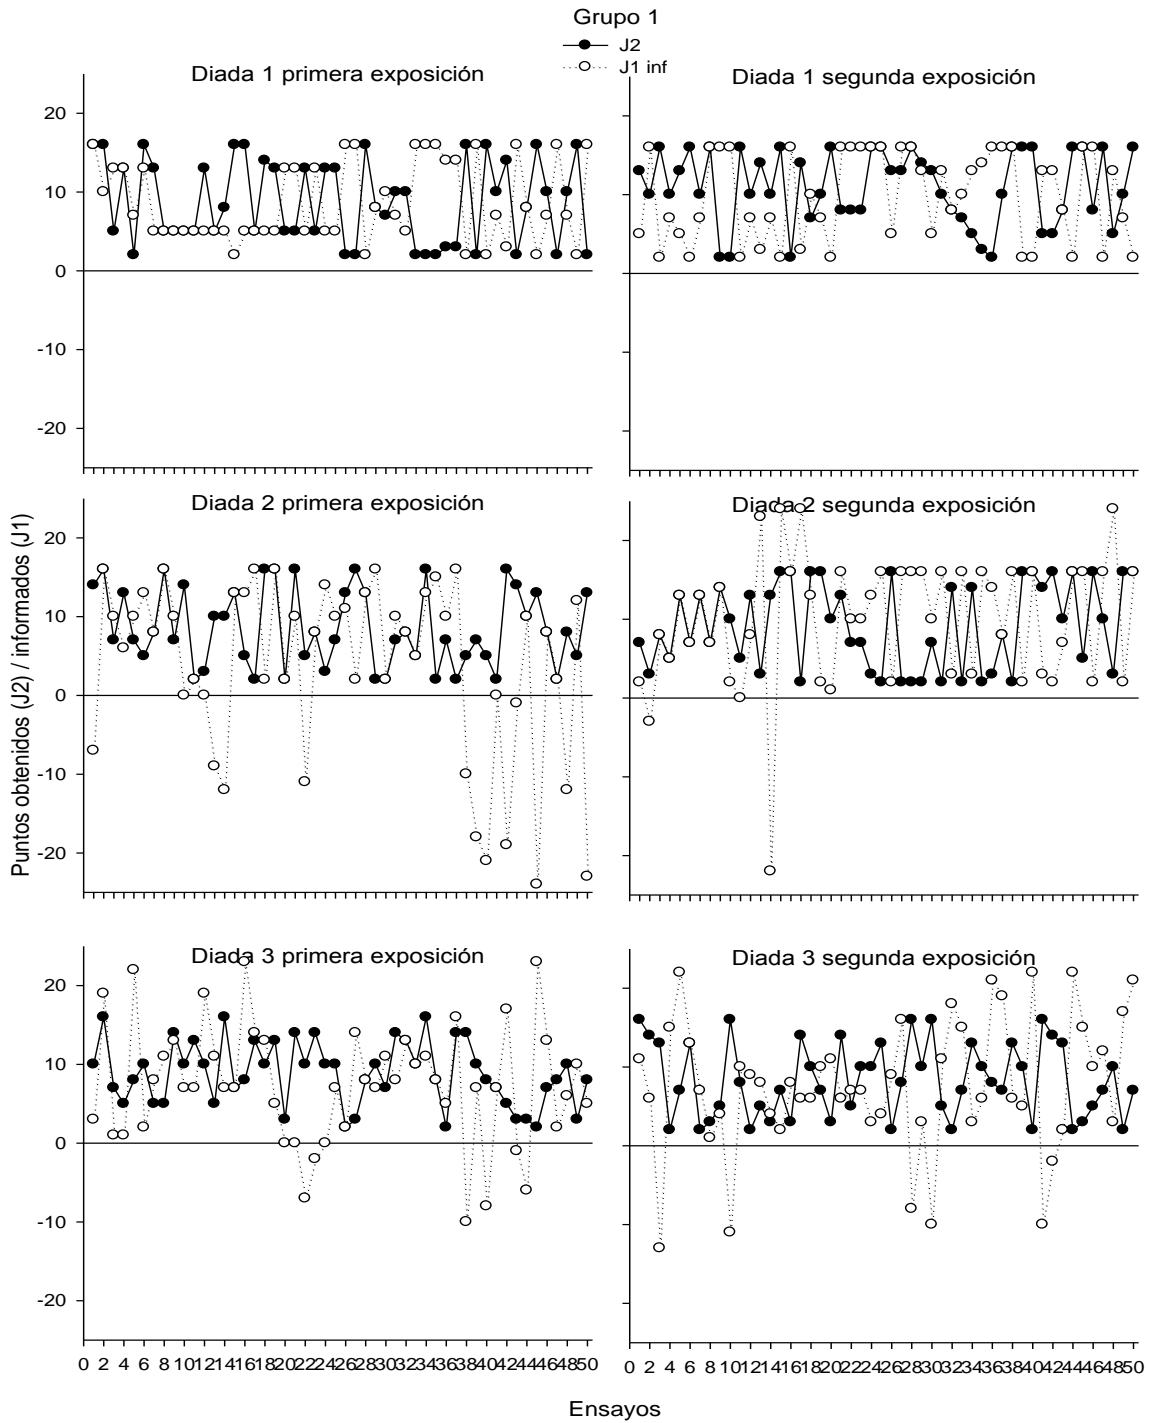 Grupo 1
J2
J1 inf
Diada 1 primera exposición
Diada 1 segunda exposición
20
10
0
-10
-20
Diada 2 primera exposición
Diada 2 segunda exposición
20
10
0
-10
-20
Puntos obtenidos (J2) / informados (J1)
Diada 3 primera exposición
Diada 3 segunda exposición
20
10
0
-10
-20
0 2 4 6 8 10 12 14 16 18 20 22 24 26 28 30 32 34 36 38 40 42 44 46 48 50
0 2 4 6 8 10 12 14 16 18 20 22 24 26 28 30 32 34 36 38 40 42 44 46 48 50
Ensayos